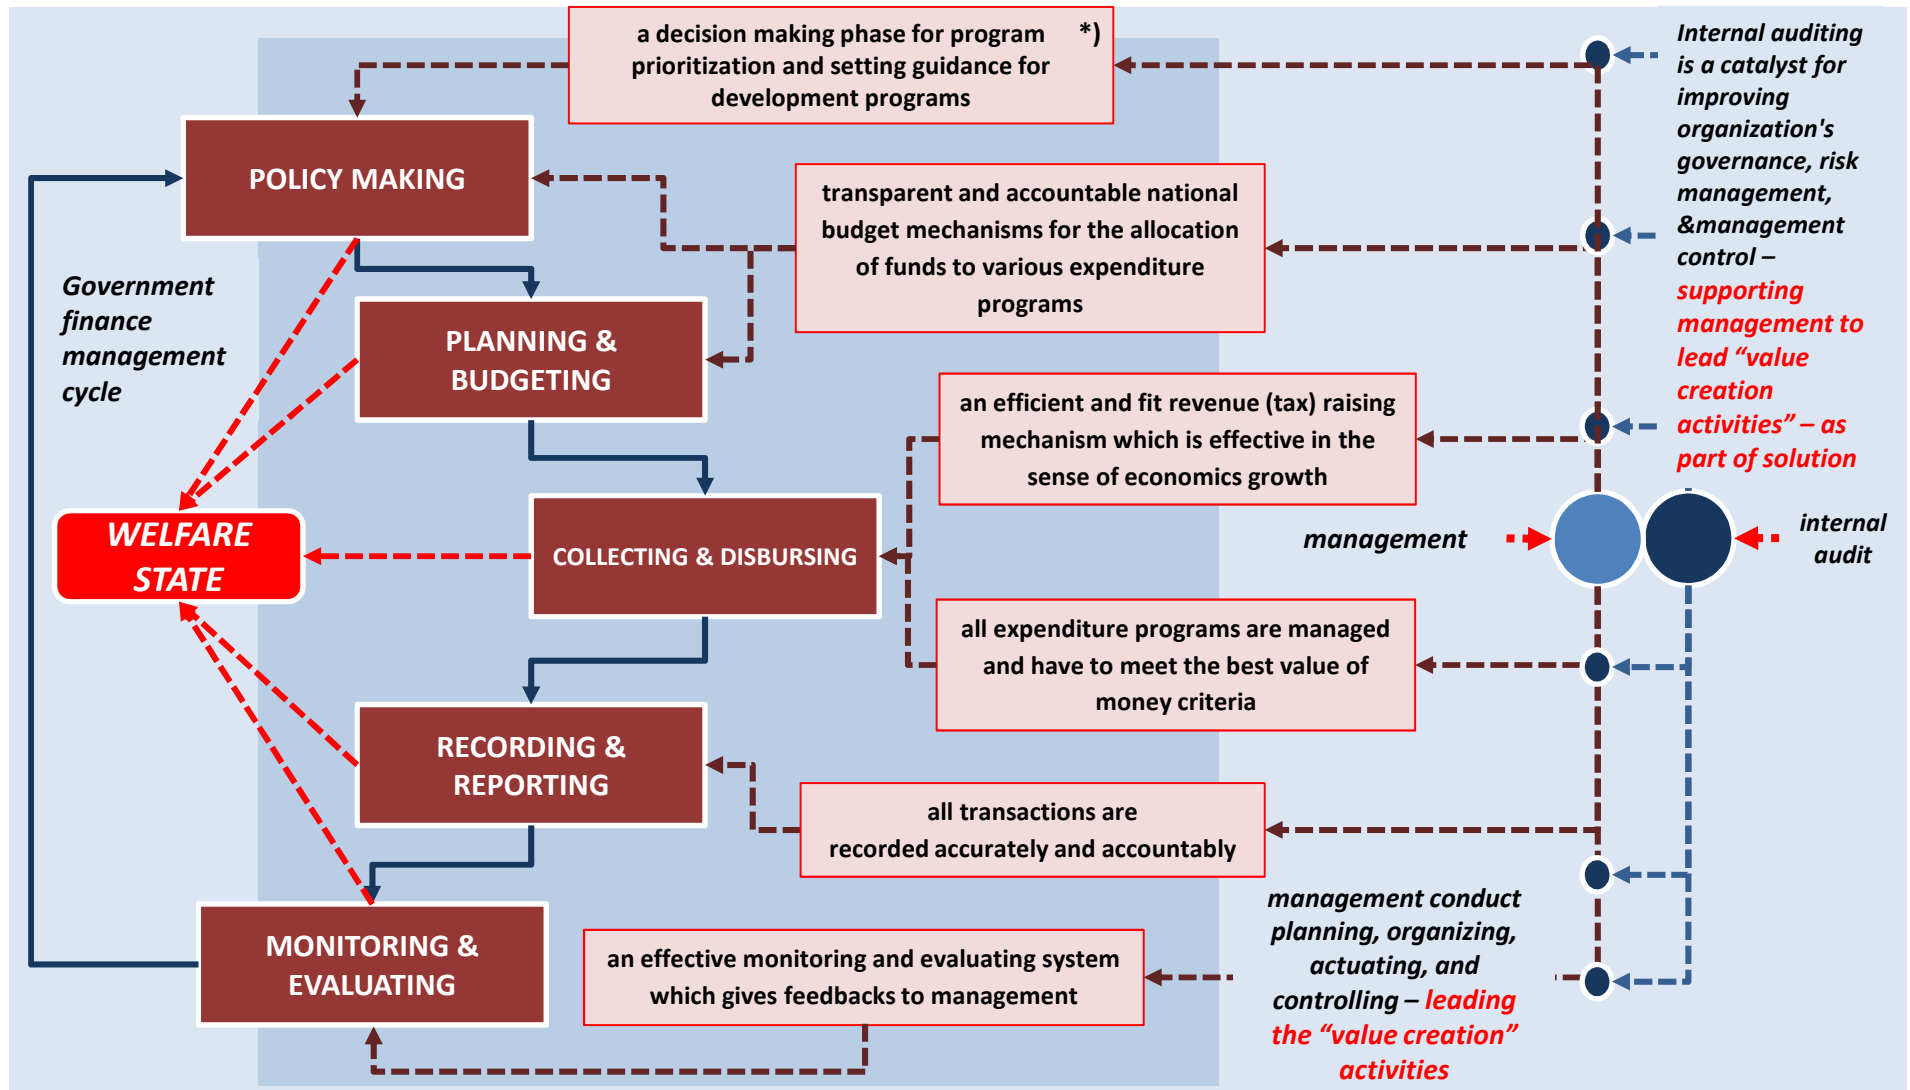 a decision making phase for program *)
prioritization and setting guidance for
development programs
POLICY MAKING
transparent and accountable national
budget mechanisms for the allocation
of funds to various expenditure
programs
Government
finance
management
cycle
PLANNING &
BUDGETING
an efficient and fit revenue (tax) raising
mechanism which is effective in the
sense of economics growth
WELFARE
STATE
COLLECTING & DISBURSING
all expenditure programs are managed
and have to meet the best value of
money criteria
RECORDING &
REPORTING
all transactions are
recorded accurately and accountably
MONITORING &
EVALUATING
an effective monitoring and evaluating system
which gives feedbacks to management
Internal auditing
is a catalyst for
improving
organization's
governance, risk
management,
&management
control –
supporting
management to
lead “value
creation
activities” – as
part of solution
management
internal
audit
management conduct
planning, organizing,
actuating, and
controlling – leading
the “value creation”
activities